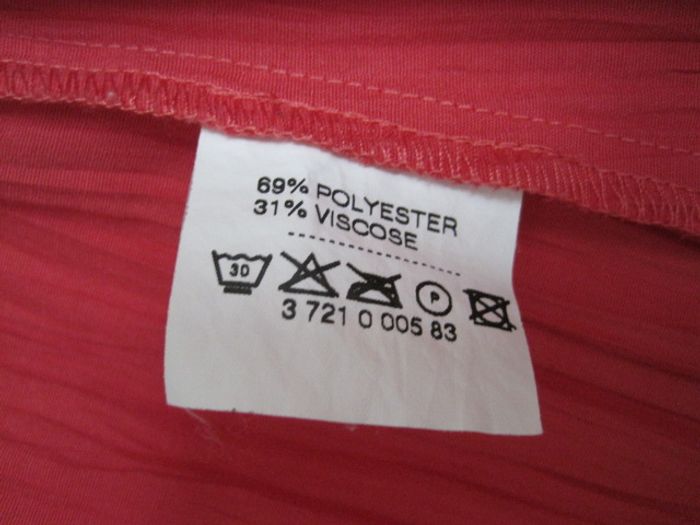 69% POLYESTER
31% VISCOSE
30 P
3 721 0 005 83